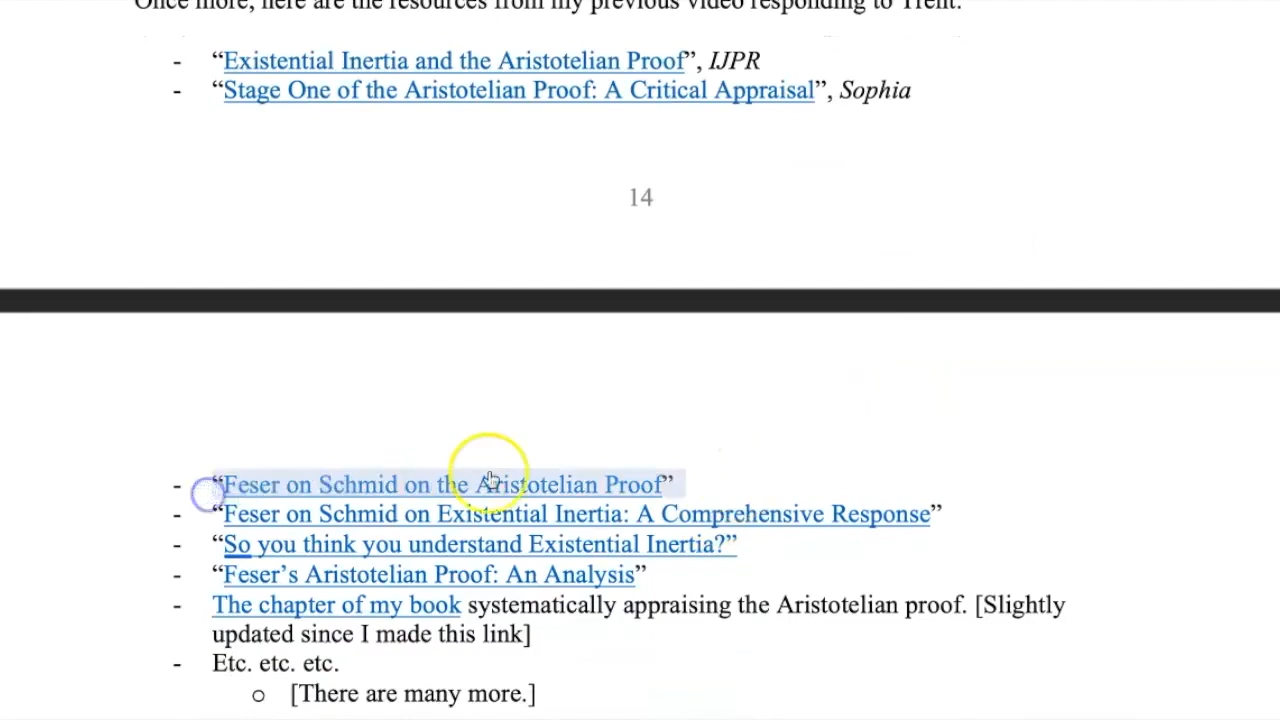 Once more, here are the resources from my previous video responding to Trent.
- “Existential Inertia and the Aristotelian Proof”, IJPR
- “Stage One of the Aristotelian Proof: A Critical Appraisal”, Sophia
14
- “Feser on Schmid on the Aristotelian Proof”
- “Feser on Schmid on Existential Inertia: A Comprehensive Response”
- “So you think you understand Existential Inertia?”
- “Feser’s Aristotelian Proof: An Analysis”
- The chapter of my book systematically appraising the Aristotelian proof. [Slightly
updated since I made this link]
- Etc. etc. etc.
o [There are many more.]